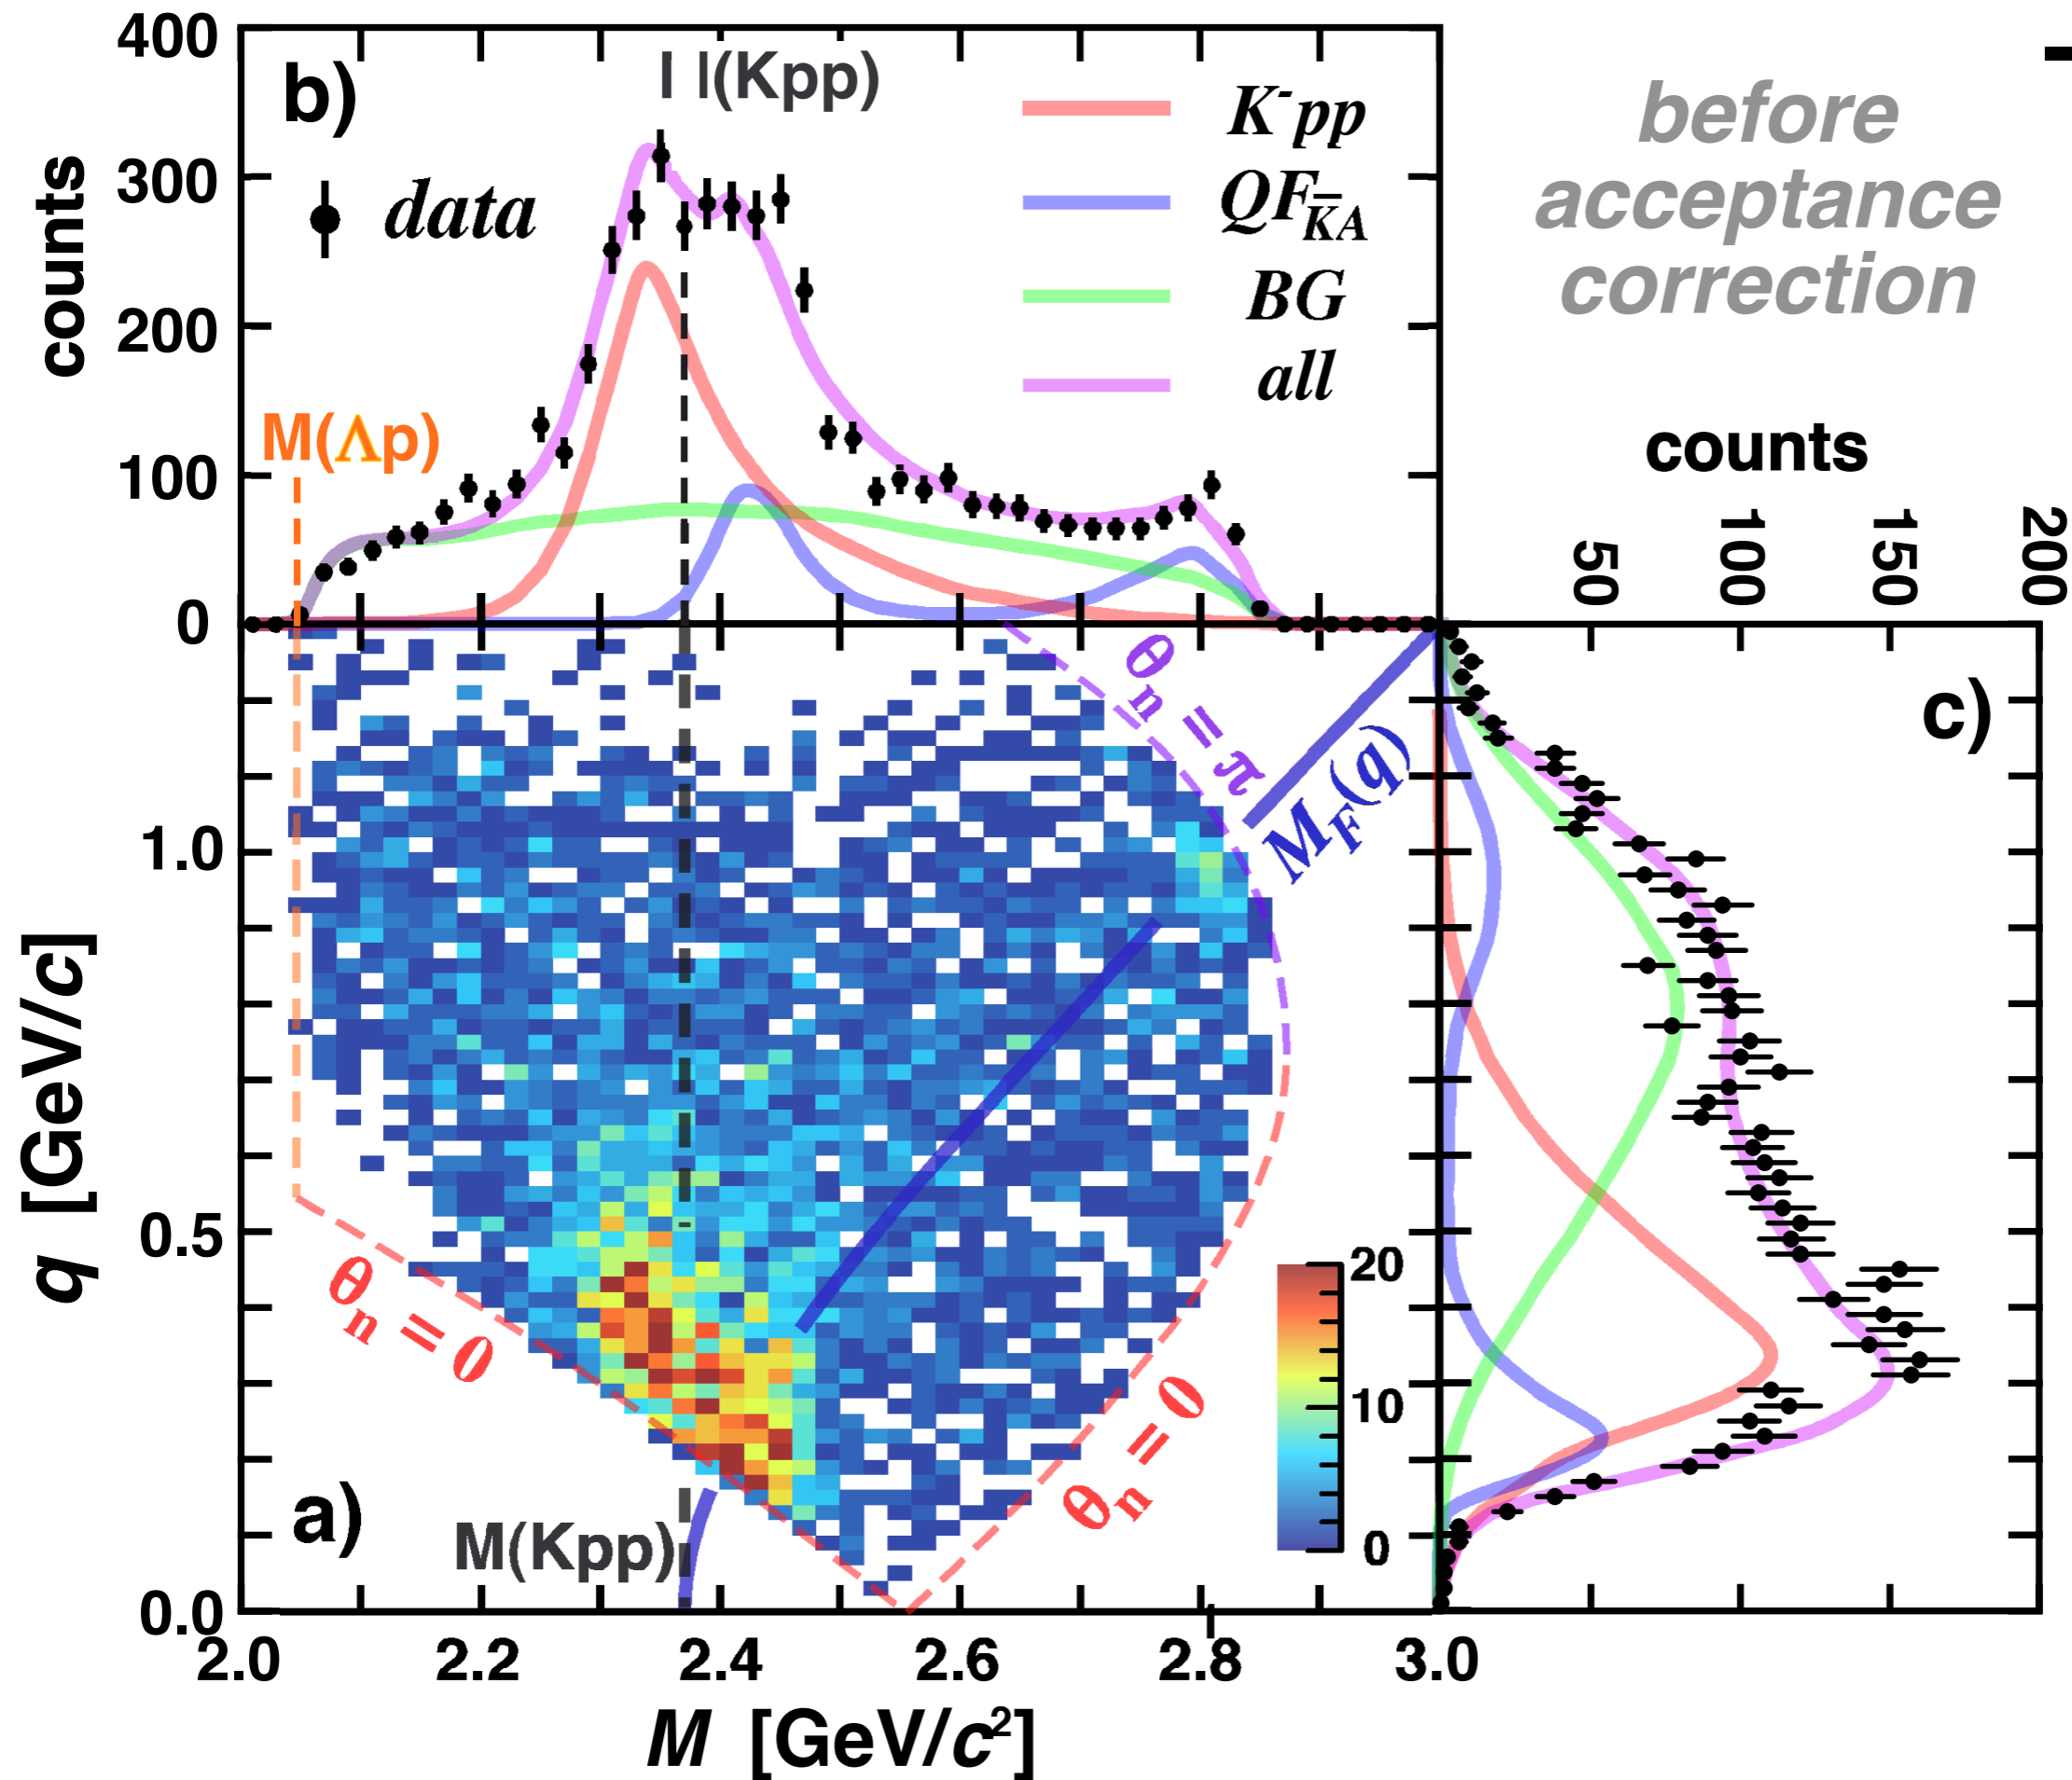 400
300
200
100
0
counts
b)
I I(Kpp)
data
M(Λp)
K⁻pp
QF_K̄A
BG
all
before
acceptance
correction
counts
50
100
150
200
c)
θn = π
M_F(q)
1.0
0.5
0.0
q [GeV/c]
θn = 0
θn = 0
a)
M(Kpp)
20
10
0
2.0
2.2
2.4
2.6
2.8
3.0
M [GeV/c²]